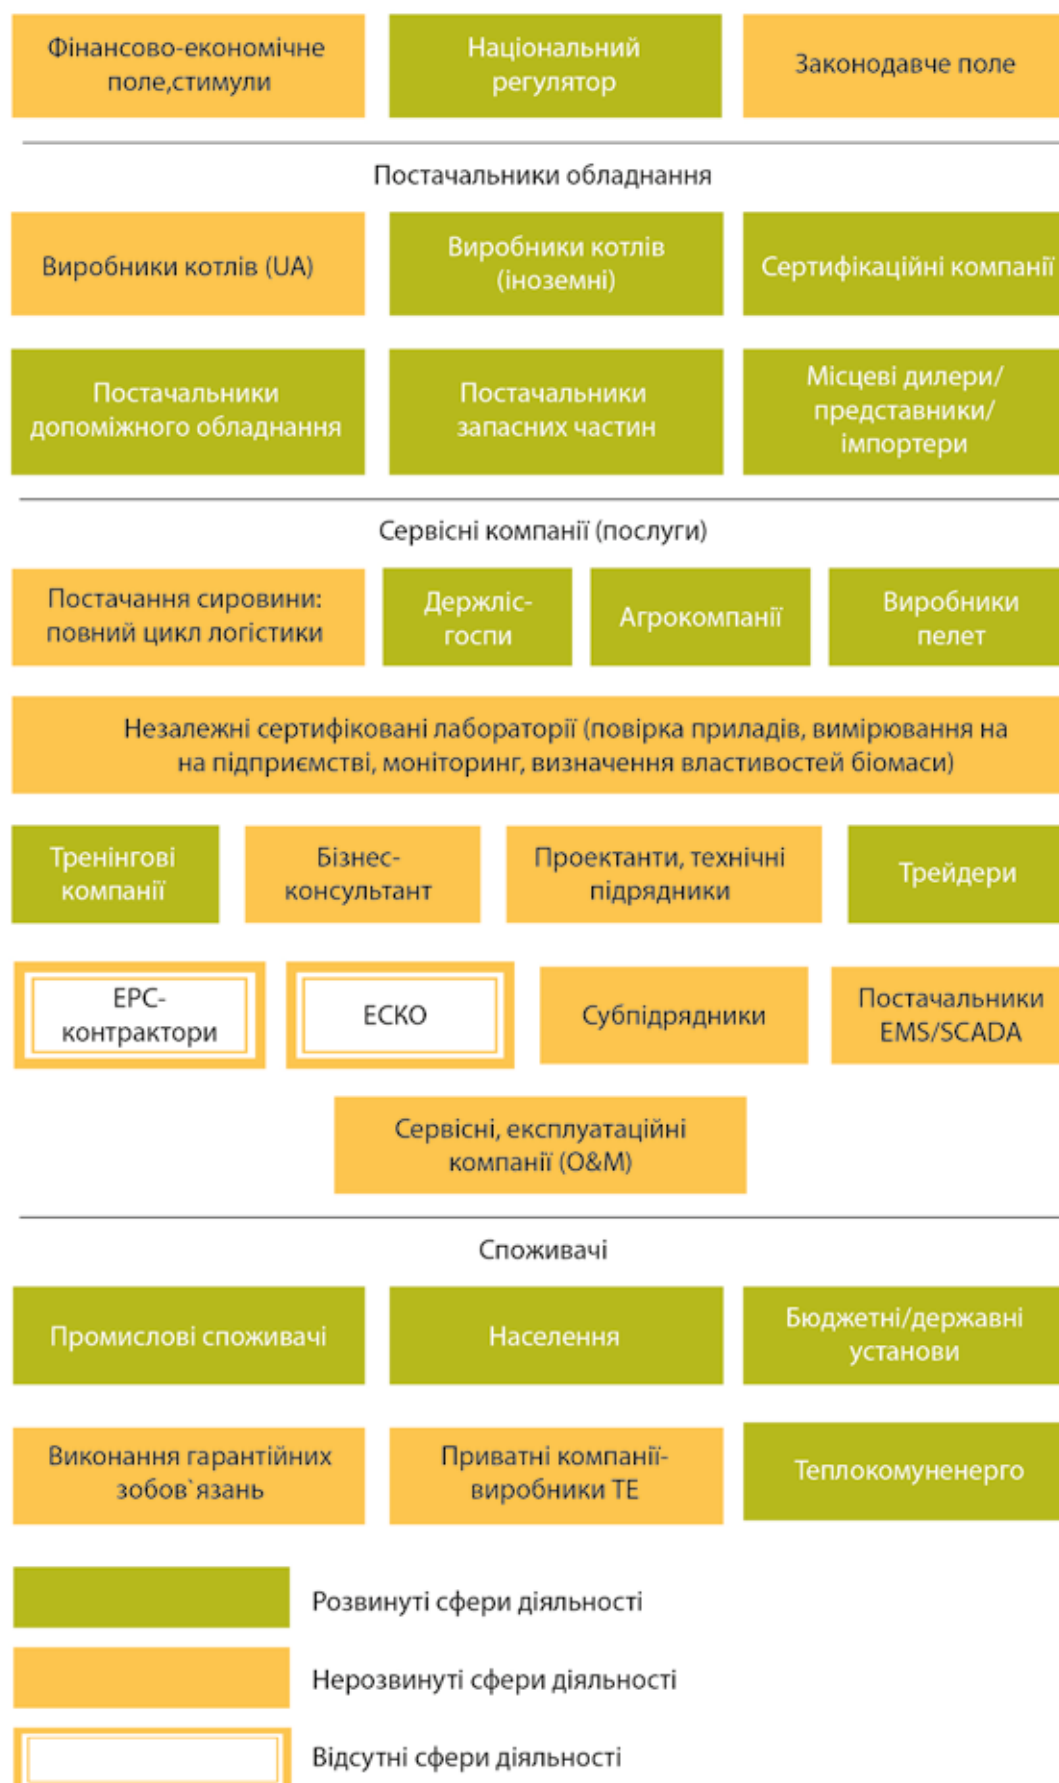 Фінансово-економічне
поле,стимули
Національний
регулятор
Законодавче поле
Постачальники обладнання
Виробники котлів (UA)
Виробники котлів
(іноземні)
Сертифікаційні компанії
Постачальники
допоміжного обладнання
Постачальники
запасних частин
Місцеві дилери/
представники/
імпортери
Сервісні компанії (послуги)
Постачання сировини:
повний цикл логістики
Держліс-
госпи
Агрокомпанії
Виробники
пелет
Незалежні сертифіковані лабораторії (повірка приладів, вимірювання на
на підприємстві, моніторинг, визначення властивостей біомаси)
Тренінгові
компанії
Бізнес-
консультант
Проектанти, технічні
підрядники
Трейдери
ЕРС-
контрактори
ЕСКО
Субпідрядники
Постачальники
EMS/SCADA
Сервісні, експлуатаційні
компанії (O&M)
Споживачі
Промислові споживачі
Населення
Бюджетні/державні
установи
Виконання гарантійних
зобов`язань
Приватні компанії-
виробники ТЕ
Теплокомуненерго
Розвинуті сфери діяльності
Нерозвинуті сфери діяльності
Відсутні сфери діяльності